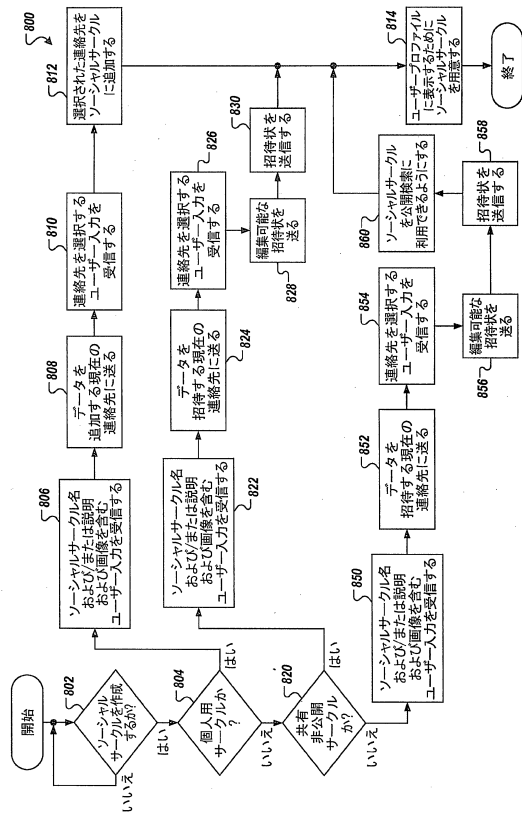 800
開始
802
ソーシャル
サークルを作成
するか?
いいえ
はい
804
個人用
サークルか
?
はい
いいえ
820
共有
非公開
サークル
か?
はい
いいえ
806
ソーシャルサークル名
および/または説明
および画像を含む
ユーザー入力を受信する
808
データを
追加する現在の
連絡先に送る
810
連絡先を選択する
ユーザー入力を
受信する
812
選択された連絡先を
ソーシャルサークル
に追加する
822
ソーシャルサークル名
および/または説明
および画像を含む
ユーザー入力を受信する
824
データを
招待する現在の
連絡先に送る
826
連絡先を選択する
ユーザー入力を
受信する
828
編集可能な
招待状を
送る
830
招待状を
送信する
850
ソーシャルサークル名
および/または説明
および画像を含む
ユーザー入力を受信する
852
データを
招待する現在の
連絡先に送る
854
連絡先を選択する
ユーザー入力を
受信する
856
編集可能な
招待状を
送る
858
招待状を
送信する
860
ソーシャルサークル
を公開検索に
利用できるようにする
814
ユーザープロファイル
に表示するために
ソーシャルサークル
を用意する
終了